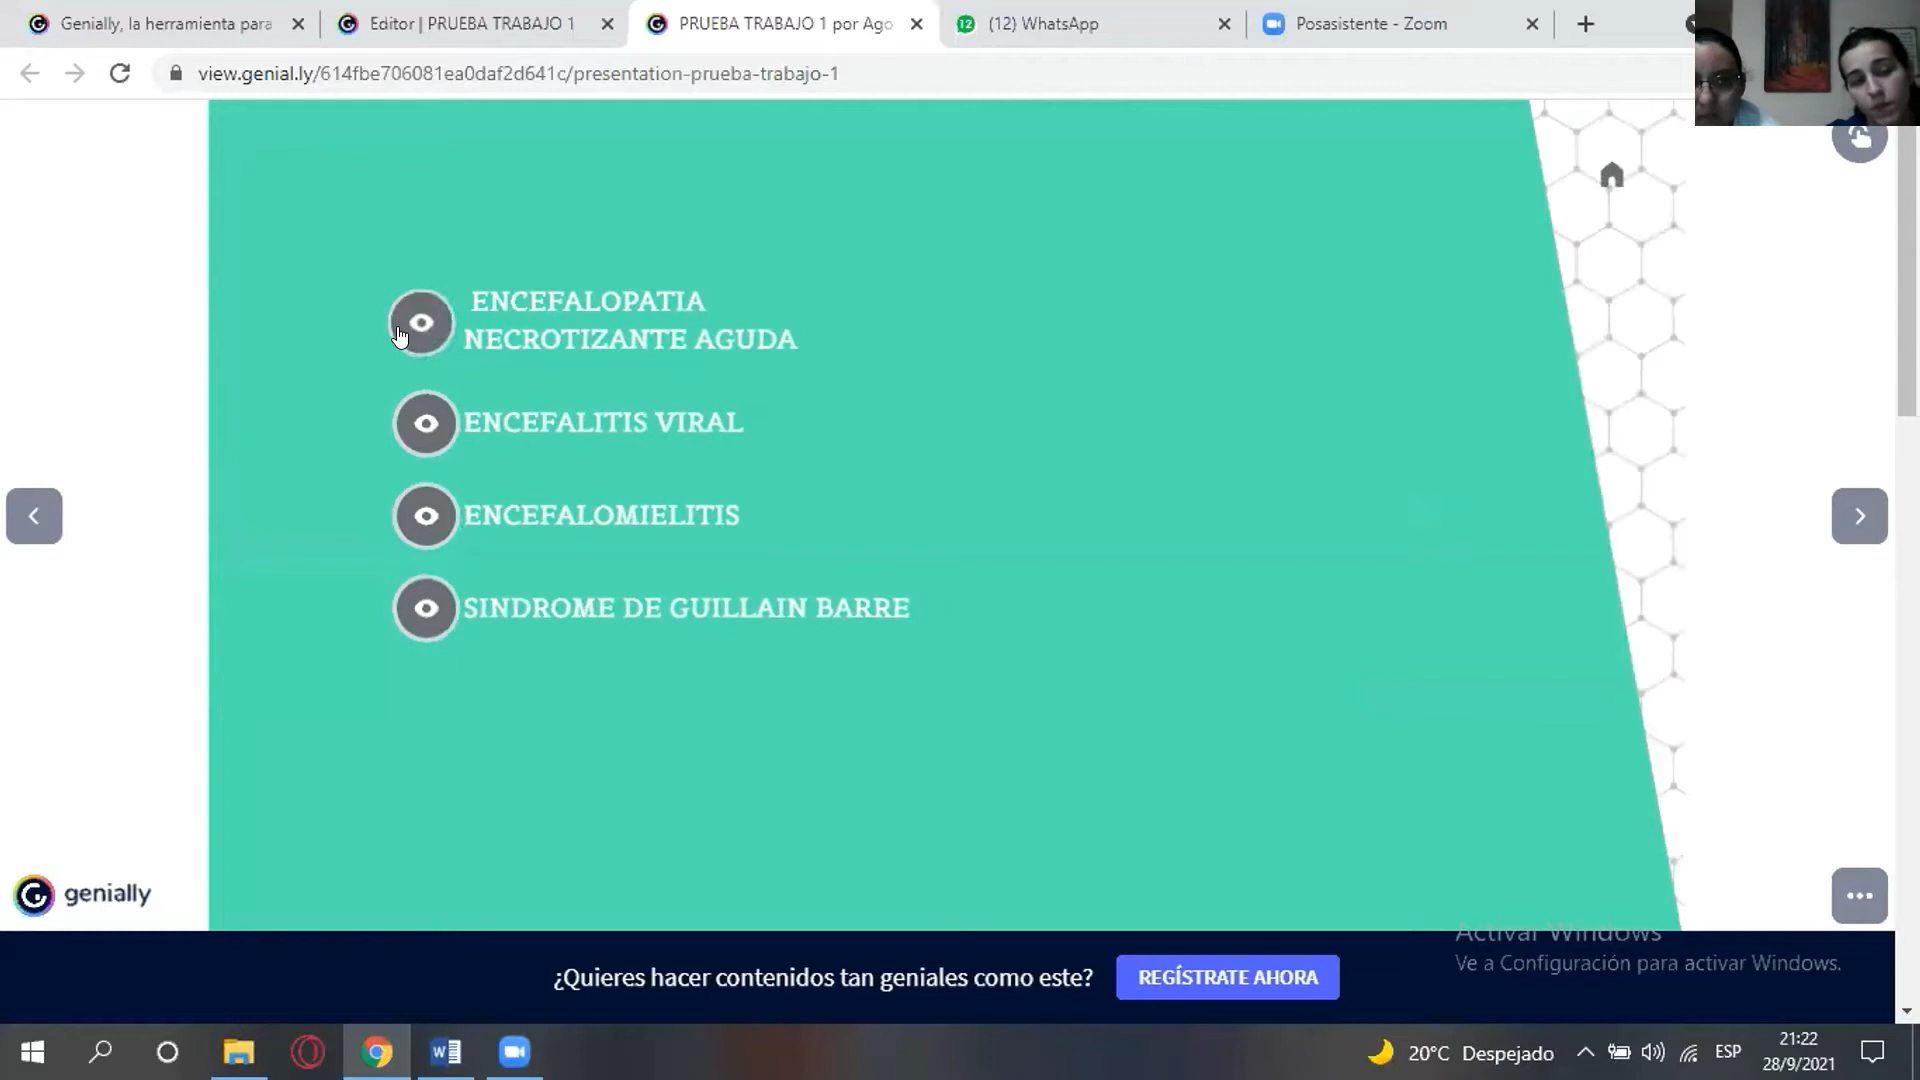 Genially, la herramienta para
Editor | PRUEBA TRABAJO 1
PRUEBA TRABAJO 1 por Ago
12
(12) WhatsApp
Posasistente - Zoom
view.genial.ly/614fbe706081ea0daf2d641c/presentation-prueba-trabajo-1
ENCEFALOPATIA
NECROTIZANTE AGUDA
ENCEFALITIS VIRAL
ENCEFALOMIELITIS
SINDROME DE GUILLAIN BARRE
genially
¿Quieres hacer contenidos tan geniales como este?
REGÍSTRATE AHORA
Activar Windows
Ve a Configuración para activar Windows.
20°C Despejado
ESP
21:22
28/9/2021